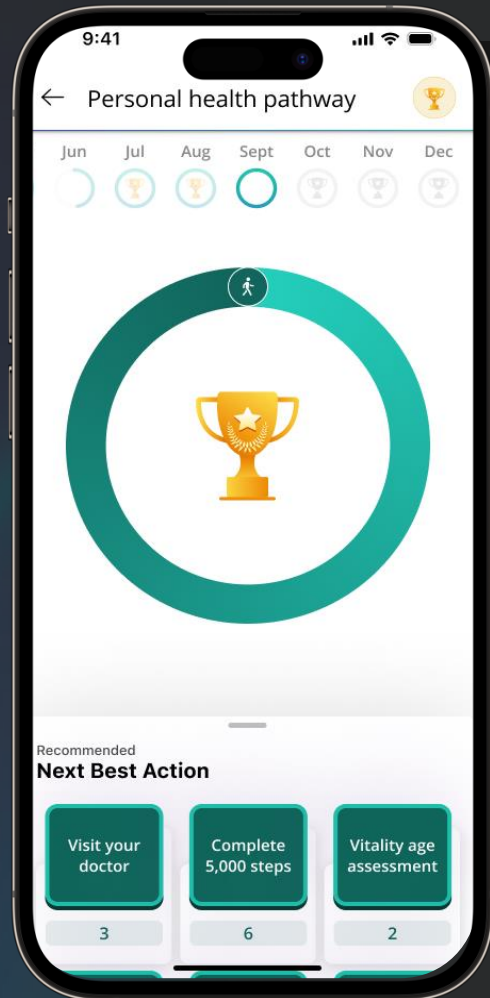 9:41
Personal health pathway
Jun Jul Aug Sept Oct Nov Dec
Recommended
Next Best Action
Visit your
doctor
Complete
5,000 steps
Vitality age
assessment
3 6 2